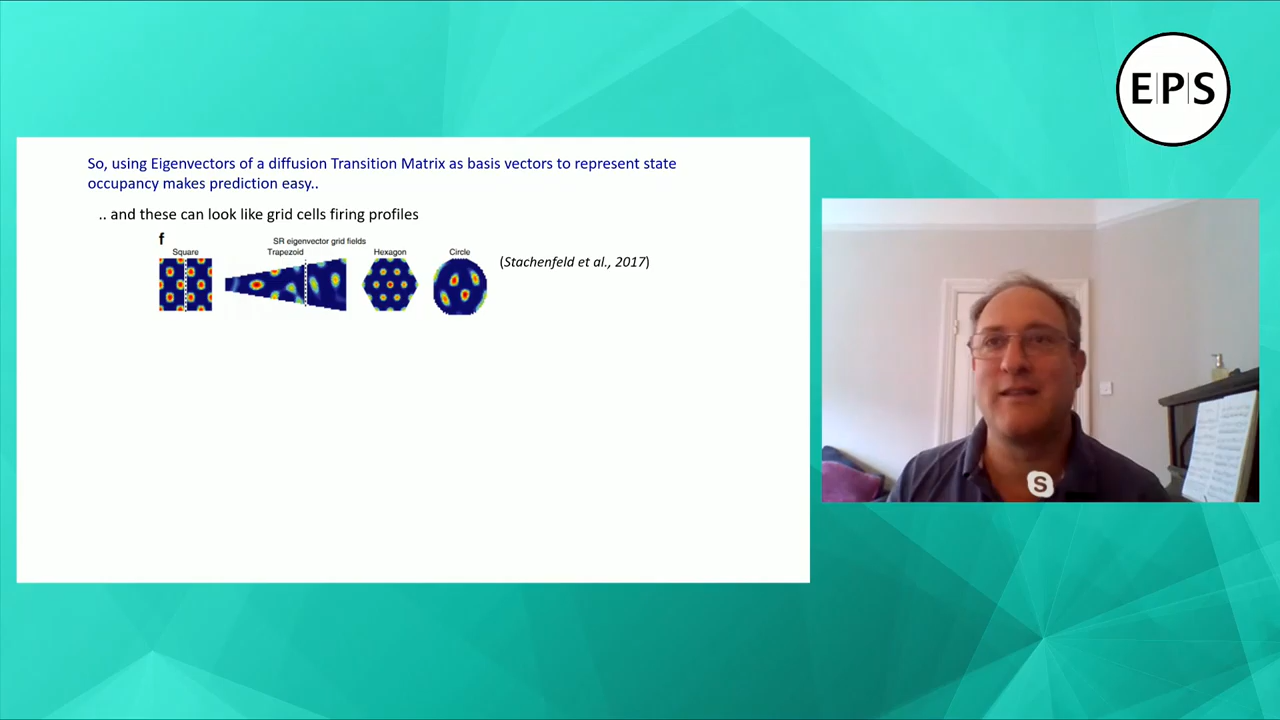 E|P|S
So, using Eigenvectors of a diffusion Transition Matrix as basis vectors to represent state
occupancy makes prediction easy..
.. and these can look like grid cells firing profiles
f
SR eigenvector grid fields
Square Trapezoid Hexagon Circle
(Stachenfeld et al., 2017)
S